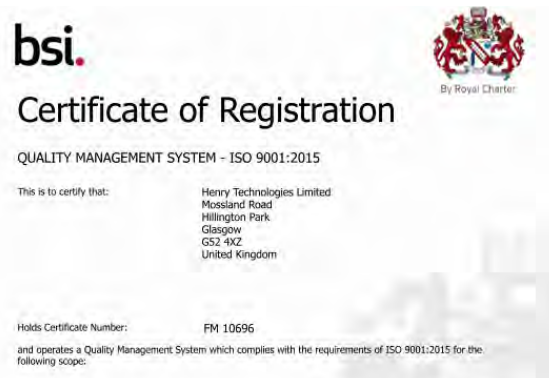 bsi.
By Royal Charter
Certificate of Registration
QUALITY MANAGEMENT SYSTEM - ISO 9001:2015
This is to certify that:
Henry Technologies Limited
Mossland Road
Hillington Park
Glasgow
G52 4XZ
United Kingdom
Holds Certificate Number:
FM 10696
and operates a Quality Management System which complies with the requirements of ISO 9001:2015 for the
following scope: